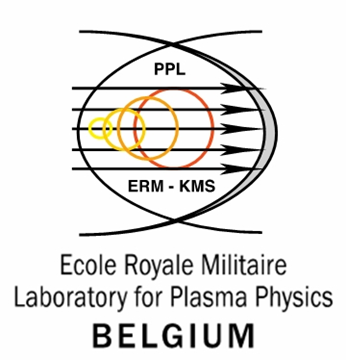 PPL
ERM - KMS
Ecole Royale Militaire
Laboratory for Plasma Physics
BELGIUM